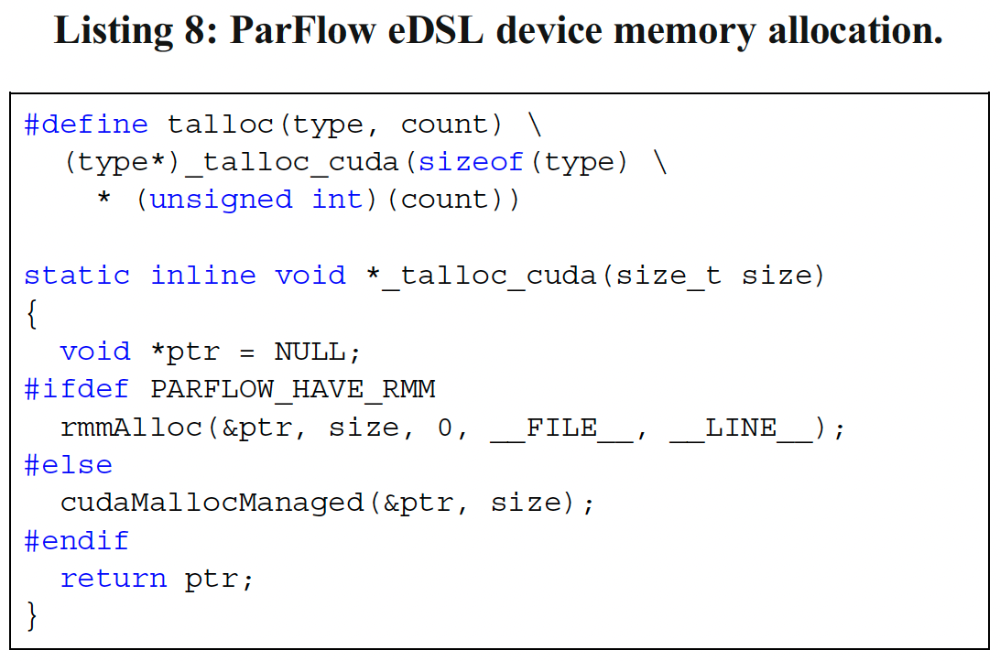 Listing 8: ParFlow eDSL device memory allocation.
#define talloc(type, count) \
  (type*)_talloc_cuda(sizeof(type) \
    * (unsigned int)(count))

static inline void *_talloc_cuda(size_t size)
{
  void *ptr = NULL;
#ifdef PARFLOW_HAVE_RMM
  rmmAlloc(&ptr, size, 0, __FILE__, __LINE__);
#else
  cudaMallocManaged(&ptr, size);
#endif
  return ptr;
}